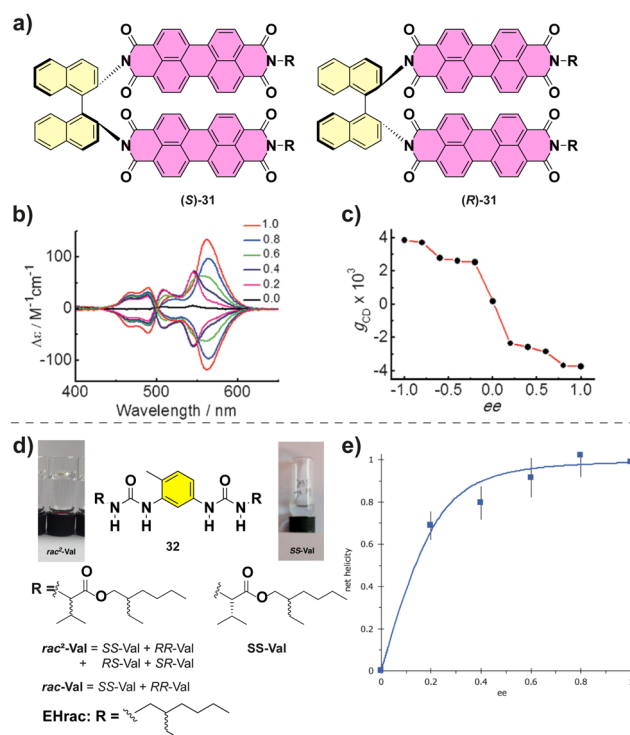 a)
O O O O
N N
R
O O O O
O O O O
N N
R
O O O O
(S)-31
(R)-31
b)
Δε / M⁻¹cm⁻¹
100
0
-100
1.0
0.8
0.6
0.4
0.2
0.0
400 450 500 550 600
Wavelength / nm
c)
g_CD x 10³
4
2
0
-2
-4
-1.0 -0.5 0.0 0.5 1.0
ee
d)
rac²-Val
R O O R
N N N N
H H H H
32
SS-Val
R =
O
O
O
O
rac²-Val = SS-Val + RR-Val
+ RS-Val + SR-Val
rac-Val = SS-Val + RR-Val
EHrac: R =
SS-Val
e)
net helicity
1
0.8
0.6
0.4
0.2
0
0 0.2 0.4 0.6 0.8
ee